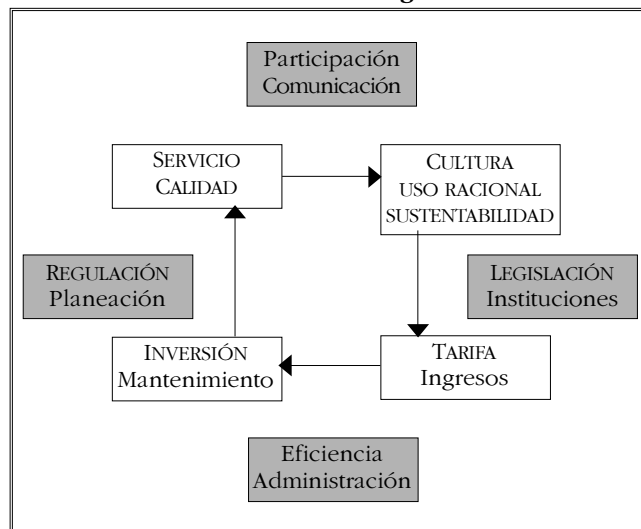 Participación
Comunicación
SERVICIO
CALIDAD
CULTURA
USO RACIONAL
SUSTENTABILIDAD
REGULACIÓN
Planeación
LEGISLACIÓN
Instituciones
INVERSIÓN
Mantenimiento
TARIFA
Ingresos
Eficiencia
Administración